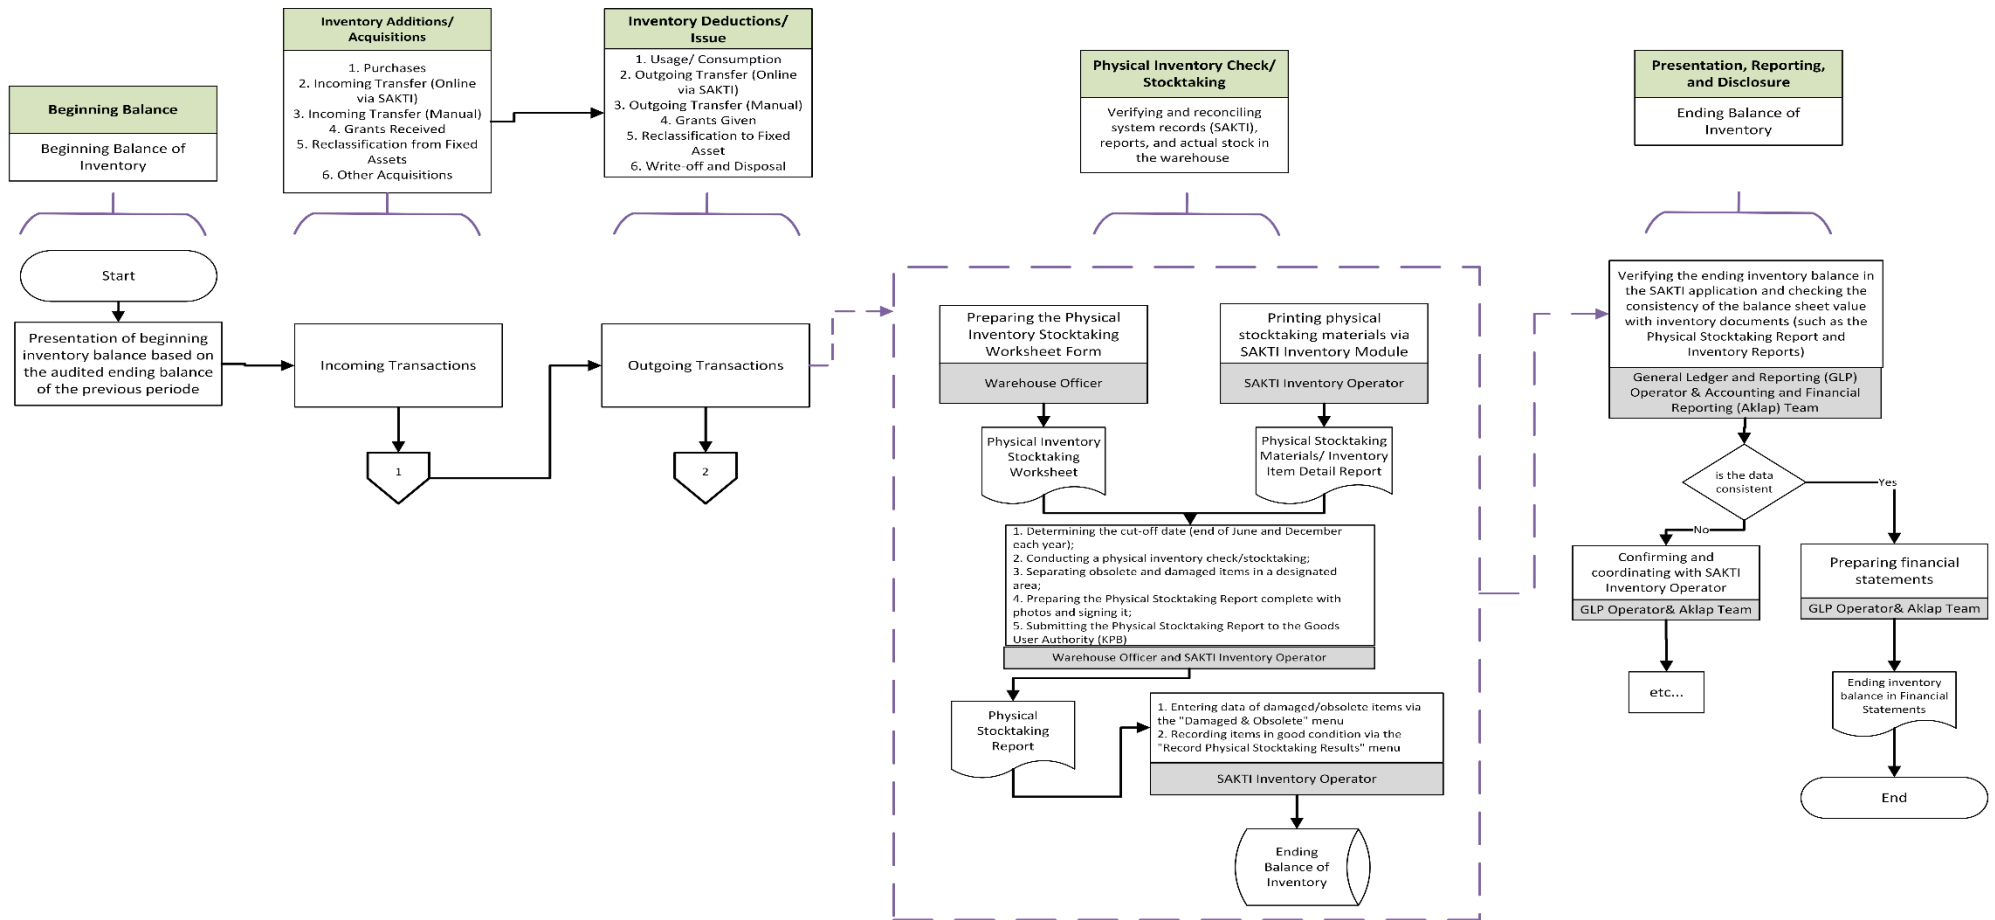 Beginning Balance
Beginning Balance of
Inventory
Inventory Additions/
Acquisitions
1. Purchases
2. Incoming Transfer (Online
via SAKTI)
3. Incoming Transfer (Manual)
4. Grants Received
5. Reclassification from Fixed
Assets
6. Other Acquisitions
Inventory Deductions/
Issue
1. Usage/ Consumption
2. Outgoing Transfer (Online
via SAKTI)
3. Outgoing Transfer (Manual)
4. Grants Given
5. Reclassification to Fixed
Asset
6. Write-off and Disposal
Physical Inventory Check/
Stocktaking
Verifying and reconciling
system records (SAKTI),
reports, and actual stock in
the warehouse
Presentation, Reporting,
and Disclosure
Ending Balance of
Inventory
Start
Presentation of beginning
inventory balance based on
the audited ending balance
of the previous periode
Incoming Transactions
1
Outgoing Transactions
2
Preparing the Physical
Inventory Stocktaking
Worksheet Form
Warehouse Officer
Printing physical
stocktaking materials via
SAKTI Inventory Module
SAKTI Inventory Operator
Physical Inventory
Stocktaking
Worksheet
Physical Stocktaking
Materials/ Inventory
Item Detail Report
1. Determining the cut-off date (end of June and December
each year);
2. Conducting a physical inventory check/stocktaking;
3. Separating obsolete and damaged items in a designated
area;
4. Preparing the Physical Stocktaking Report complete with
photos and signing it;
5. Submitting the Physical Stocktaking Report to the Goods
User Authority (KPB)
Warehouse Officer and SAKTI Inventory Operator
Physical
Stocktaking
Report
1. Entering data of damaged/obsolete items via
the "Damaged & Obsolete" menu
2. Recording items in good condition via the
"Record Physical Stocktaking Results" menu
SAKTI Inventory Operator
Ending
Balance of
Inventory
Verifying the ending inventory balance in
the SAKTI application and checking the
consistency of the balance sheet value
with inventory documents (such as the
Physical Stocktaking Report and
Inventory Reports)
General Ledger and Reporting (GLP)
Operator & Accounting and Financial
Reporting (Aklap) Team
is the data
consistent
Yes
No
Confirming and
coordinating with SAKTI
Inventory Operator
GLP Operator& Aklap Team
etc...
Preparing financial
statements
GLP Operator& Aklap Team
Ending inventory
balance in Financial
Statements
End